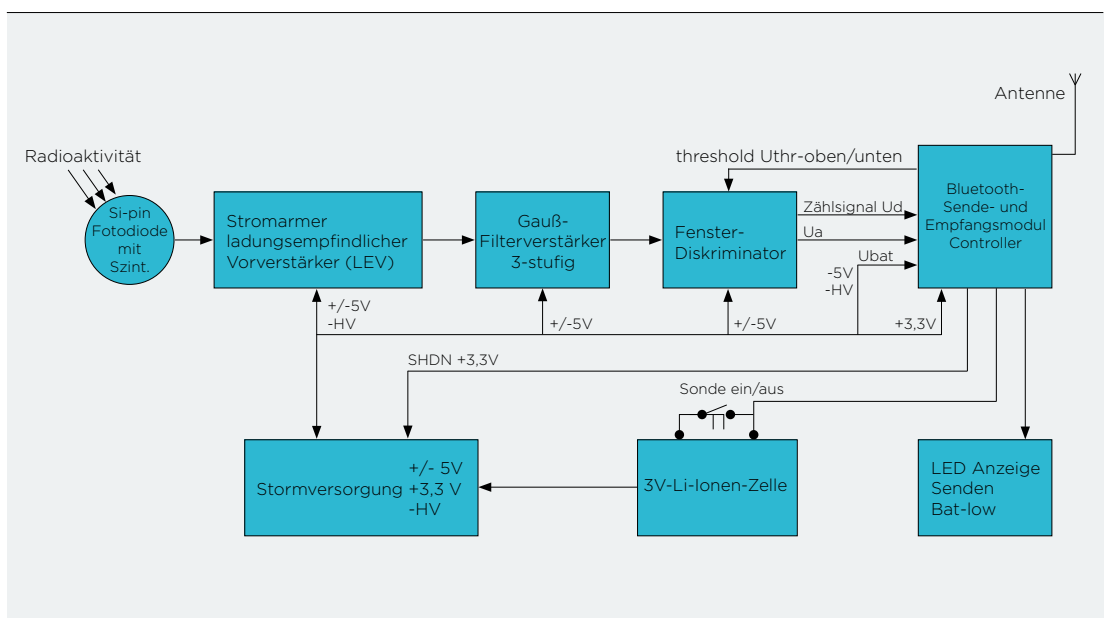 Antenne
Radioaktivität
threshold Uthr-oben/unten
Si-pin
Fotodiode
mit
Szint.
Stromarmer
ladungsempfindlicher
Vorverstärker (LEV)
Gauß-
Filterverstärker
3-stufig
Fenster-
Diskriminator
Zählsignal Ud
Ua
Ubat
-5V
-HV
Bluetooth-
Sende- und
Empfangsmodul
Controller
+/-5V
-HV
+/-5V
+/-5V
+3,3V
SHDN +3,3V
Sonde ein/aus
Stormversorgung
+/- 5V
+3,3 V
-HV
3V-Li-Ionen-Zelle
LED Anzeige
Senden
Bat-low